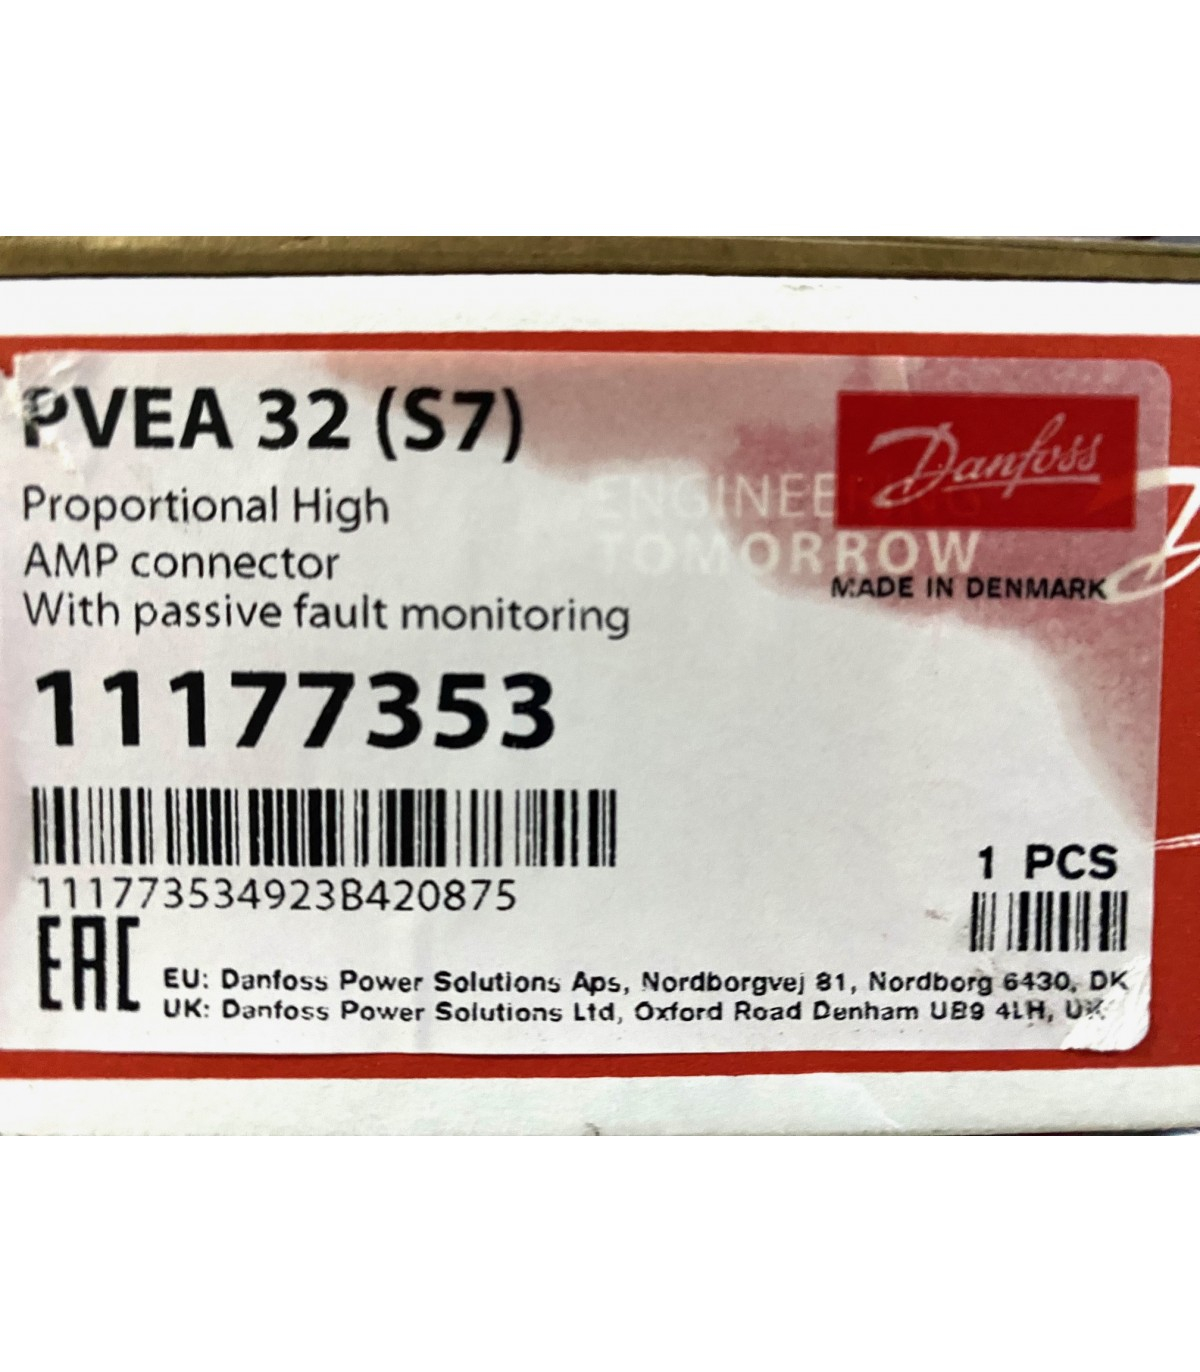 PVEA 32 (S7)
Danfoss
Proportional High
ENGINEERING
AMP connector
TOMORROW
MADE IN DENMARK
With passive fault monitoring
11177353
111773534923B420875
1 PCS
EAC
EU: Danfoss Power Solutions Aps, Nordborgvej 81, Nordborg 6430, DK
UK: Danfoss Power Solutions Ltd, Oxford Road Denham UB9 4LH, UK